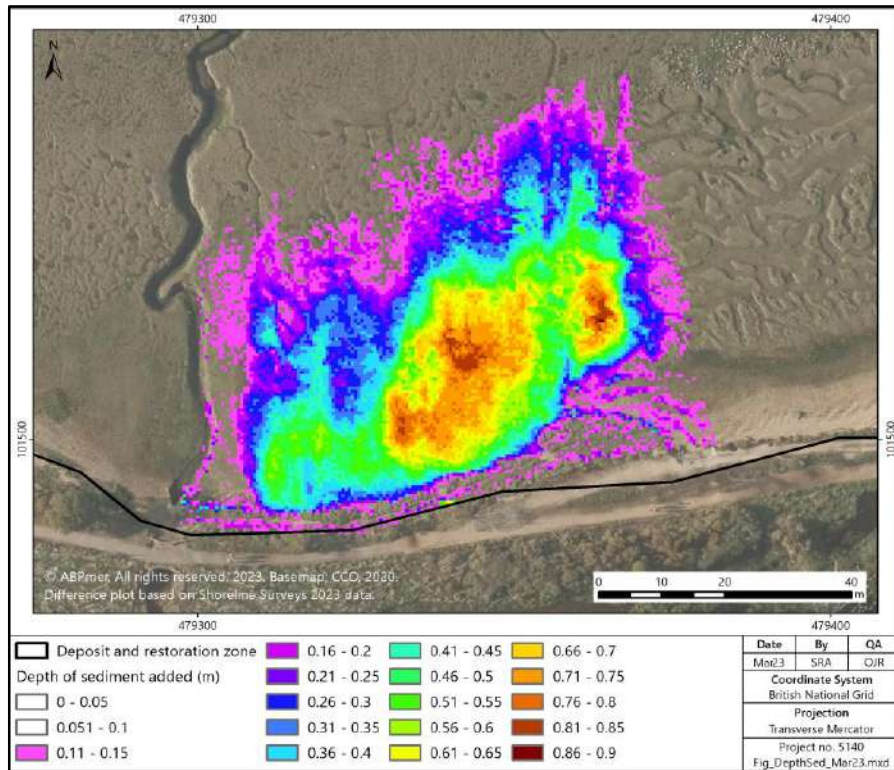 479300
479400
N
101500
101500
© ABPmer, All rights reserved, 2023. Basemap, CCO, 2020.
Difference plot based on Shoreline Surveys 2023 data.
0 10 20 40
m
479300
479400
Deposit and restoration zone
Depth of sediment added (m)
0 - 0.05
0.051 - 0.1
0.11 - 0.15
0.16 - 0.2
0.21 - 0.25
0.26 - 0.3
0.31 - 0.35
0.36 - 0.4
0.41 - 0.45
0.46 - 0.5
0.51 - 0.55
0.56 - 0.6
0.61 - 0.65
0.66 - 0.7
0.71 - 0.75
0.76 - 0.8
0.81 - 0.85
0.86 - 0.9
Date By QA
Mar23 SRA OJR
Coordinate System
British National Grid
Projection
Transverse Mercator
Project no. 5140
Fig_DepthSed_Mar23.mxd